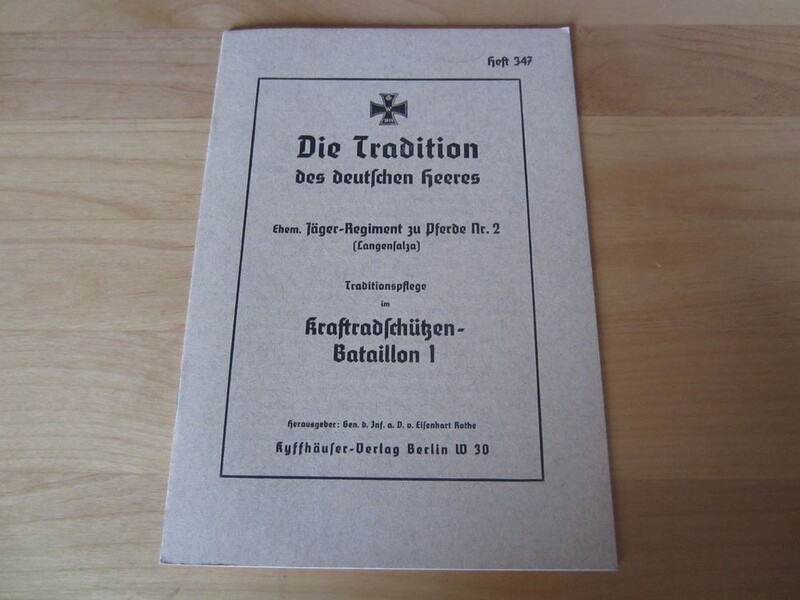 Heft 347
W
1914
Die Tradition
des deutſchen Heeres
Ehem. Jäger-Regiment zu Pferde Nr. 2
(Langenſalza)
Traditionspflege
im
Kraftradſchützen-
Bataillon 1
Herausgeber: Gen. d. Inf. a. D. v. Eiſenhart Rothe
Kyffhäuſer-Verlag Berlin W 30